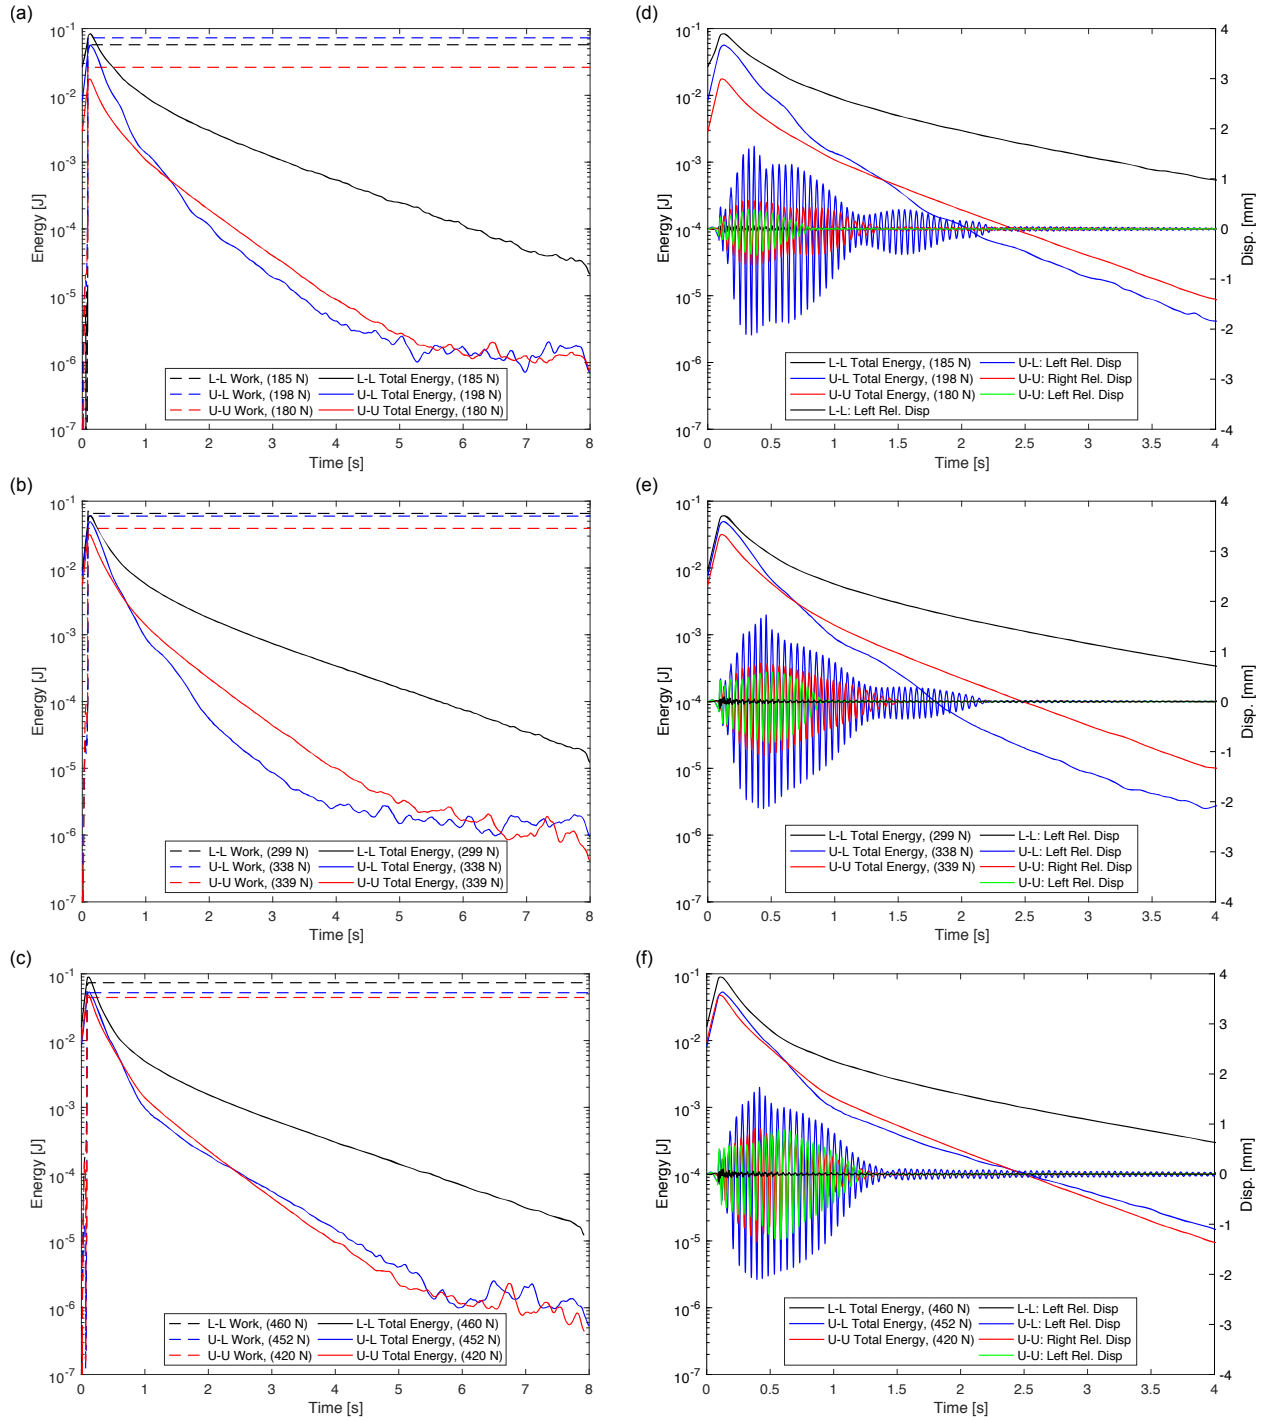 (a)
10^-1
10^-2
10^-3
10^-4
10^-5
10^-6
10^-7
Energy [J]
L-L Work, (185 N) L-L Total Energy, (185 N)
U-L Work, (198 N) U-L Total Energy, (198 N)
U-U Work, (180 N) U-U Total Energy, (180 N)
0 1 2 3 4 5 6 7 8
Time [s]
(d)
10^-1
10^-2
10^-3
10^-4
10^-5
10^-6
10^-7
Energy [J]
4
3
2
1
0
-1
-2
-3
-4
Disp. [mm]
L-L Total Energy, (185 N) U-L: Left Rel. Disp
U-L Total Energy, (198 N) U-U: Right Rel. Disp
U-U Total Energy, (180 N) U-U: Left Rel. Disp
L-L: Left Rel. Disp
0 0.5 1 1.5 2 2.5 3 3.5 4
Time [s]
(b)
10^-1
10^-2
10^-3
10^-4
10^-5
10^-6
10^-7
Energy [J]
L-L Work, (299 N) L-L Total Energy, (299 N)
U-L Work, (338 N) U-L Total Energy, (338 N)
U-U Work, (339 N) U-U Total Energy, (339 N)
0 1 2 3 4 5 6 7 8
Time [s]
(e)
10^-1
10^-2
10^-3
10^-4
10^-5
10^-6
10^-7
Energy [J]
4
3
2
1
0
-1
-2
-3
-4
Disp. [mm]
L-L Total Energy, (299 N) L-L: Left Rel. Disp
U-L Total Energy, (338 N) U-L: Left Rel. Disp
U-U Total Energy, (339 N) U-U: Right Rel. Disp
U-U: Left Rel. Disp
0 0.5 1 1.5 2 2.5 3 3.5 4
Time [s]
(c)
10^-1
10^-2
10^-3
10^-4
10^-5
10^-6
10^-7
Energy [J]
L-L Work, (460 N) L-L Total Energy, (460 N)
U-L Work, (452 N) U-L Total Energy, (452 N)
U-U Work, (420 N) U-U Total Energy, (420 N)
0 1 2 3 4 5 6 7 8
Time [s]
(f)
10^-1
10^-2
10^-3
10^-4
10^-5
10^-6
10^-7
Energy [J]
4
3
2
1
0
-1
-2
-3
-4
Disp. [mm]
L-L Total Energy, (460 N) L-L: Left Rel. Disp
U-L Total Energy, (452 N) U-L: Left Rel. Disp
U-U Total Energy, (420 N) U-U: Right Rel. Disp
U-U: Left Rel. Disp
0 0.5 1 1.5 2 2.5 3 3.5 4
Time [s]